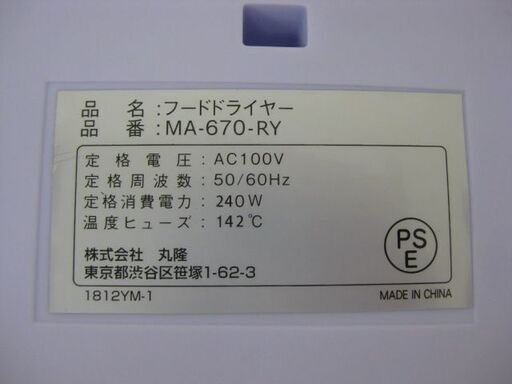 品名:フードドライヤー
品番:MA-670-RY
定格電圧:AC100V
定格周波数:50/60Hz
定格消費電力:240W
温度ヒューズ:142℃
株式会社 丸隆
東京都渋谷区笹塚1-62-3
1812YM-1
PS
E
MADE IN CHINA